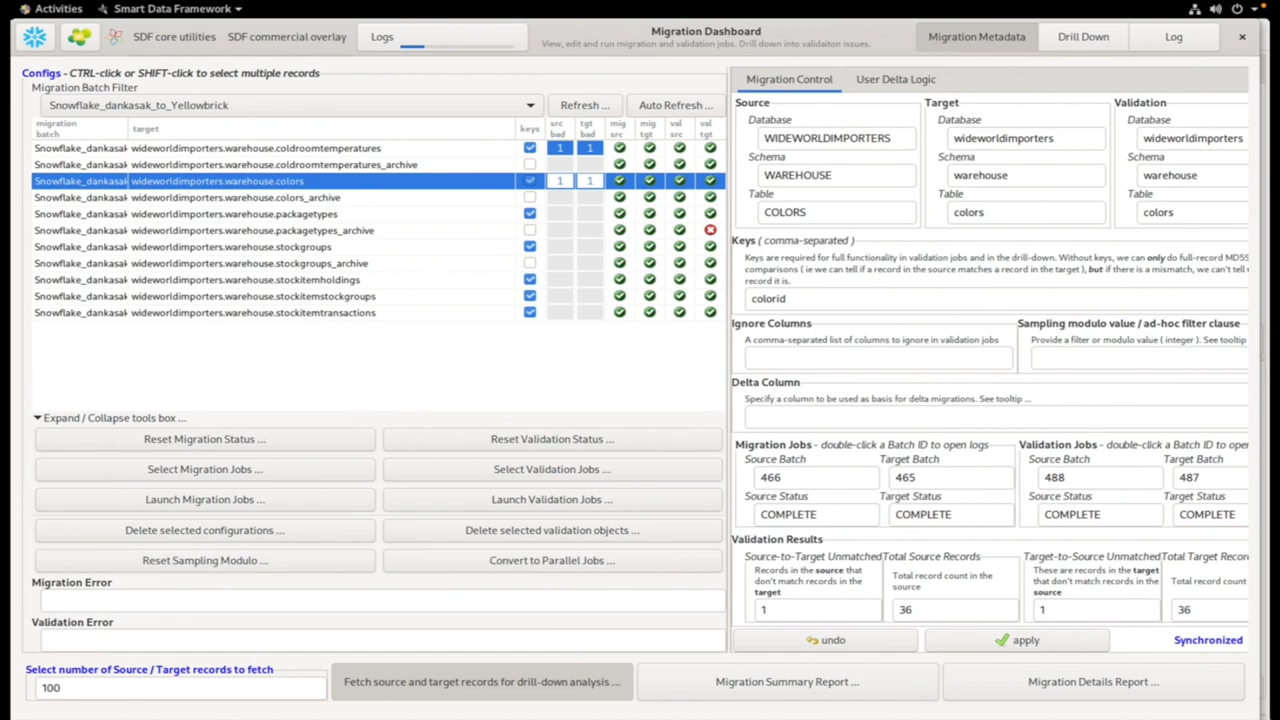 Activities
Smart Data Framework
SDF core utilities
SDF commercial overlay
Logs
Migration Dashboard
View, edit and run migration and validation jobs. Drill down into validaiton issues.
Migration Metadata
Drill Down
Log
Configs - CTRL-click or SHIFT-click to select multiple records
Migration Batch Filter
Snowflake_dankasak_to_Yellowbrick
Refresh ...
Auto Refresh ...
migration batch target keys src bad tgt bad mig src mig tgt val src val tgt
Snowflake_dankasak wideworldimporters.warehouse.coldroomtemperatures 1 1
Snowflake_dankasak wideworldimporters.warehouse.coldroomtemperatures_archive
Snowflake_dankasak wideworldimporters.warehouse.colors 1 1
Snowflake_dankasak wideworldimporters.warehouse.colors_archive
Snowflake_dankasak wideworldimporters.warehouse.packagetypes
Snowflake_dankasak wideworldimporters.warehouse.packagetypes_archive
Snowflake_dankasak wideworldimporters.warehouse.stockgroups
Snowflake_dankasak wideworldimporters.warehouse.stockgroups_archive
Snowflake_dankasak wideworldimporters.warehouse.stockitemholdings
Snowflake_dankasak wideworldimporters.warehouse.stockitemstockgroups
Snowflake_dankasak wideworldimporters.warehouse.stockitemtransactions
Expand / Collapse tools box ...
Reset Migration Status ...
Reset Validation Status ...
Select Migration Jobs ...
Select Validation Jobs ...
Launch Migration Jobs ...
Launch Validation Jobs ...
Delete selected configurations ...
Delete selected validation objects ...
Reset Sampling Modulo ...
Convert to Parallel Jobs ...
Migration Error
Validation Error
Migration Control
User Delta Logic
Source Target Validation
Database Database Database
WIDEWORLDIMPORTERS wideworldimporters wideworldimporters
Schema Schema Schema
WAREHOUSE warehouse warehouse
Table Table Table
COLORS colors colors
Keys ( comma-separated )
Keys are required for full functionality in validation jobs and in the drill-down. Without keys, we can only do full-record MD5S
comparisons ( ie we can tell if a record in the source matches a record in the target ), but if there is a mismatch, we can't tell
record it is.
colorid
Ignore Columns
Sampling modulo value / ad-hoc filter clause
A comma-separated list of columns to ignore in validation jobs
Provide a filter or modulo value ( integer ). See tooltip
Delta Column
Specify a column to be used as basis for delta migrations. See tooltip ...
Migration Jobs - double-click a Batch ID to open logs
Validation Jobs - double-click a Batch ID to open
Source Batch Target Batch Source Batch Target Batch
466 465 488 487
Source Status Target Status Source Status Target Status
COMPLETE COMPLETE COMPLETE COMPLETE
Validation Results
Source-to-Target Unmatched Total Source Records Target-to-Source Unmatched Total Target Recor
Records in the source that
don't match records in the
target
Total record count in the
source
These are records in the target
that don't match records in the
source
Total record count
1 36 1 36
undo
apply
Synchronized
Select number of Source / Target records to fetch
100
Fetch source and target records for drill-down analysis ...
Migration Summary Report ...
Migration Details Report ...